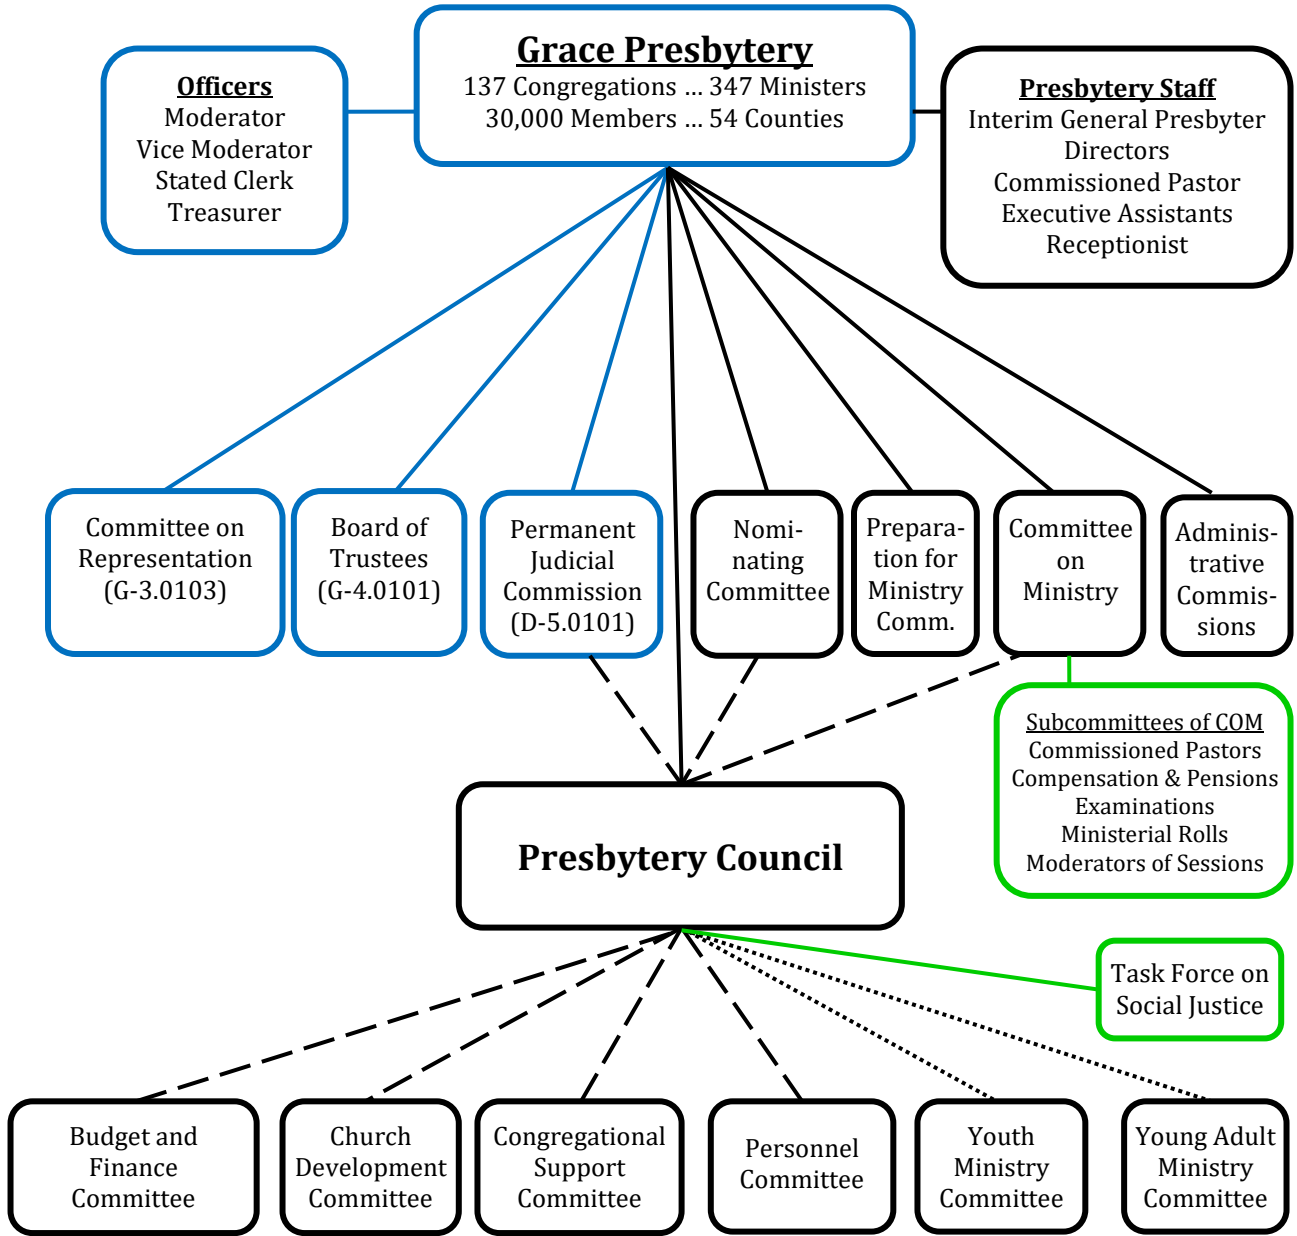 Grace Presbytery
137 Congregations … 347 Ministers
30,000 Members … 54 Counties
Officers
Moderator
Vice Moderator
Stated Clerk
Treasurer
Presbytery Staff
Interim General Presbyter
Directors
Commissioned Pastor
Executive Assistants
Receptionist
Committee on
Representation
(G-3.0103)
Board of
Trustees
(G-4.0101)
Permanent
Judicial
Commission
(D-5.0101)
Nomi-
nating
Committee
Prepara-
tion for
Ministry
Comm.
Committee
on
Ministry
Adminis-
trative
Commis-
sions
Subcommittees of COM
Commissioned Pastors
Compensation & Pensions
Examinations
Ministerial Rolls
Moderators of Sessions
Presbytery Council
Task Force on
Social Justice
Budget and
Finance
Committee
Church
Development
Committee
Congregational
Support
Committee
Personnel
Committee
Youth
Ministry
Committee
Young Adult
Ministry
Committee